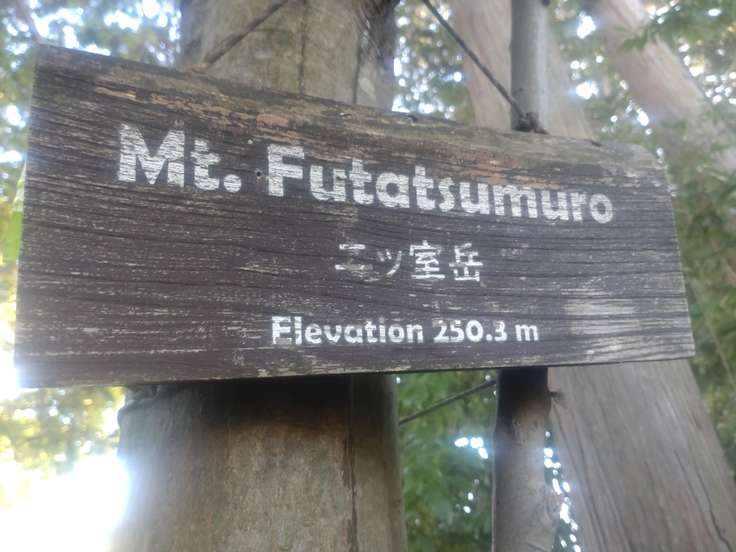 Mt. Futatsumuro
二ッ室岳
Elevation 250.3 m